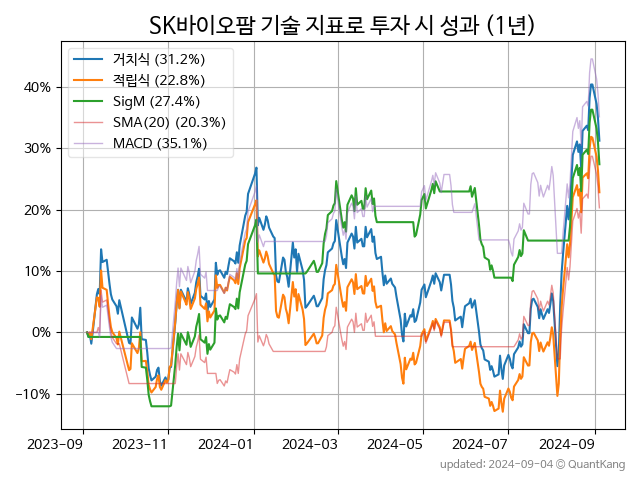 SK바이오팜 기술 지표로 투자 시 성과 (1년)
거치식 (31.2%)
적립식 (22.8%)
SigM (27.4%)
SMA(20) (20.3%)
MACD (35.1%)
40%
30%
20%
10%
0%
−10%
2023-09 2023-11 2024-01 2024-03 2024-05 2024-07 2024-09
updated: 2024-09-04 © QuantKang